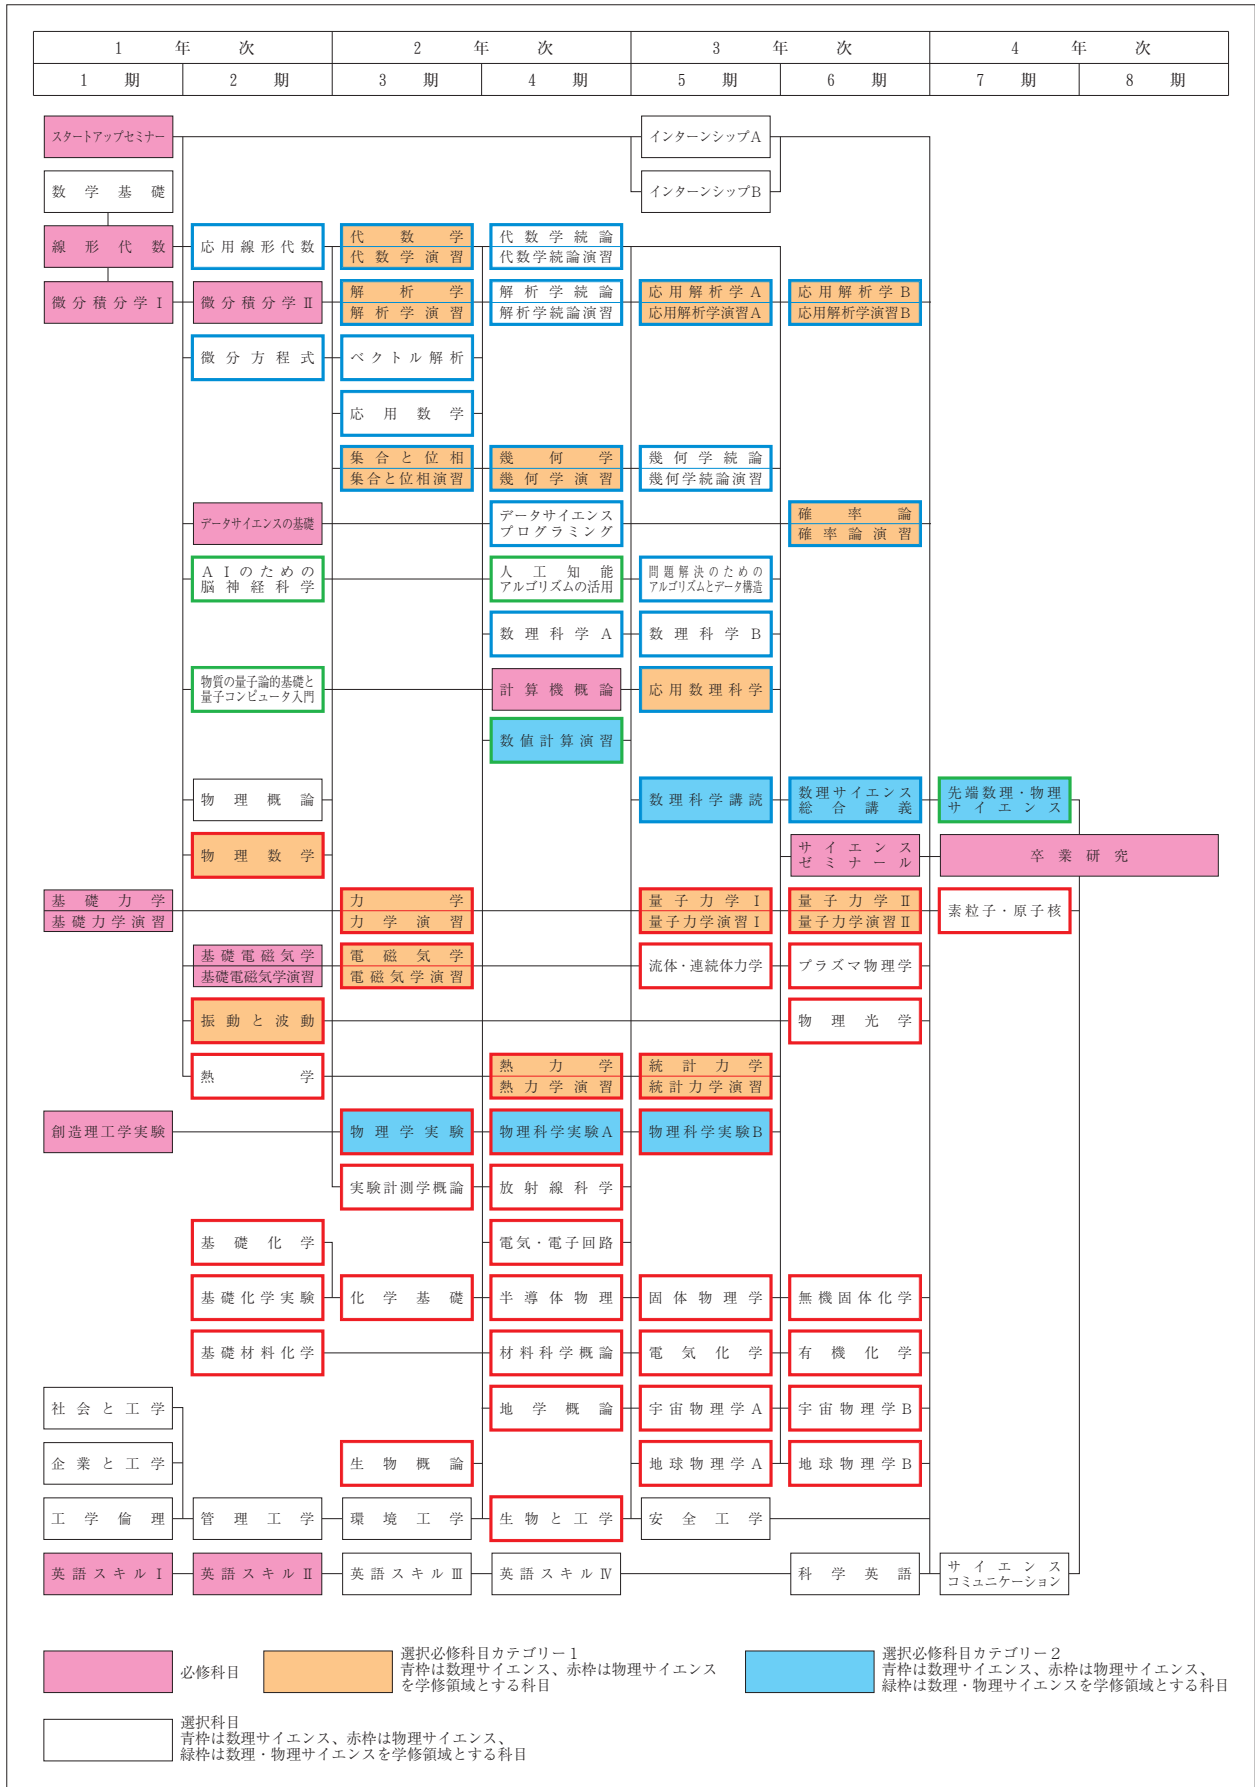 1 年 次
2 年 次
3 年 次
4 年 次
1 期
2 期
3 期
4 期
5 期
6 期
7 期
8 期
スタートアップセミナー
インターンシップA
数学基礎
インターンシップB
線形代数
応用線形代数
代数学
代数学演習
代数学続論
代数学続論演習
微分積分学Ⅰ
微分積分学Ⅱ
解析学
解析学演習
解析学続論
解析学続論演習
応用解析学A
応用解析学演習A
応用解析学B
応用解析学演習B
微分方程式
ベクトル解析
応用数学
集合と位相
集合と位相演習
幾何学
幾何学演習
幾何学続論
幾何学続論演習
データサイエンスの基礎
データサイエンス
プログラミング
確率論
確率論演習
AIのための
脳神経科学
人工知能
アルゴリズムの活用
問題解決のための
アルゴリズムとデータ構造
数理科学A
数理科学B
物質の量子論的基礎と
量子コンピュータ入門
計算機概論
応用数理科学
数値計算演習
物理概論
数理科学講読
数理サイエンス
総合講義
先端数理・物理
サイエンス
物理数学
サイエンス
ゼミナール
卒業研究
基礎力学
基礎力学演習
力学
力学演習
量子力学Ⅰ
量子力学演習Ⅰ
量子力学Ⅱ
量子力学演習Ⅱ
素粒子・原子核
基礎電磁気学
基礎電磁気学演習
電磁気学
電磁気学演習
流体・連続体力学
プラズマ物理学
振動と波動
物理光学
熱学
熱力学
熱力学演習
統計力学
統計力学演習
創造理工学実験
物理学実験
物理科学実験A
物理科学実験B
実験計測学概論
放射線科学
基礎化学
電気・電子回路
基礎化学実験
化学基礎
半導体物理
固体物理学
無機固体化学
基礎材料化学
材料科学概論
電気化学
有機化学
社会と工学
地学概論
宇宙物理学A
宇宙物理学B
企業と工学
生物概論
地球物理学A
地球物理学B
工学倫理
管理工学
環境工学
生物と工学
安全工学
英語スキルⅠ
英語スキルⅡ
英語スキルⅢ
英語スキルⅣ
科学英語
サイエンス
コミュニケーション
必修科目
選択必修科目カテゴリー1
青枠は数理サイエンス、赤枠は物理サイエンス
を学修領域とする科目
選択必修科目カテゴリー2
青枠は数理サイエンス、赤枠は物理サイエンス、
緑枠は数理・物理サイエンスを学修領域とする科目
選択科目
青枠は数理サイエンス、赤枠は物理サイエンス、
緑枠は数理・物理サイエンスを学修領域とする科目